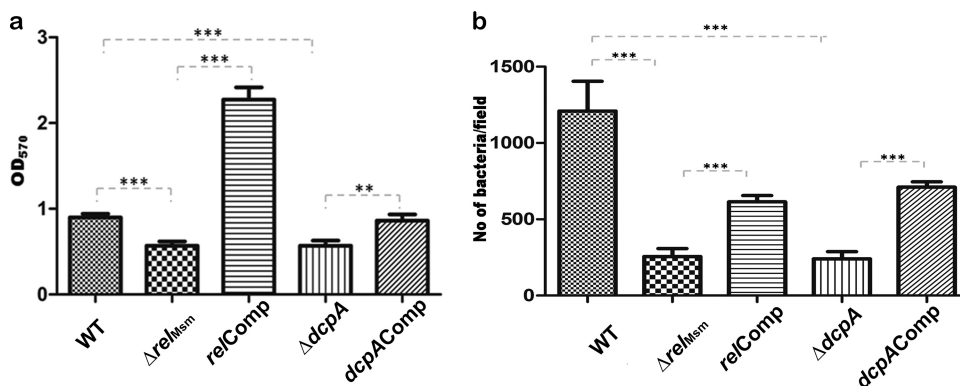 a
***
***
***
**
3
2
1
0
OD570
WT
ΔrelMsm
relComp
ΔdcpA
dcpAComp
b
***
***
***
***
1500
1000
500
0
No of bacteria/field
WT
ΔrelMsm
relComp
ΔdcpA
dcpAComp